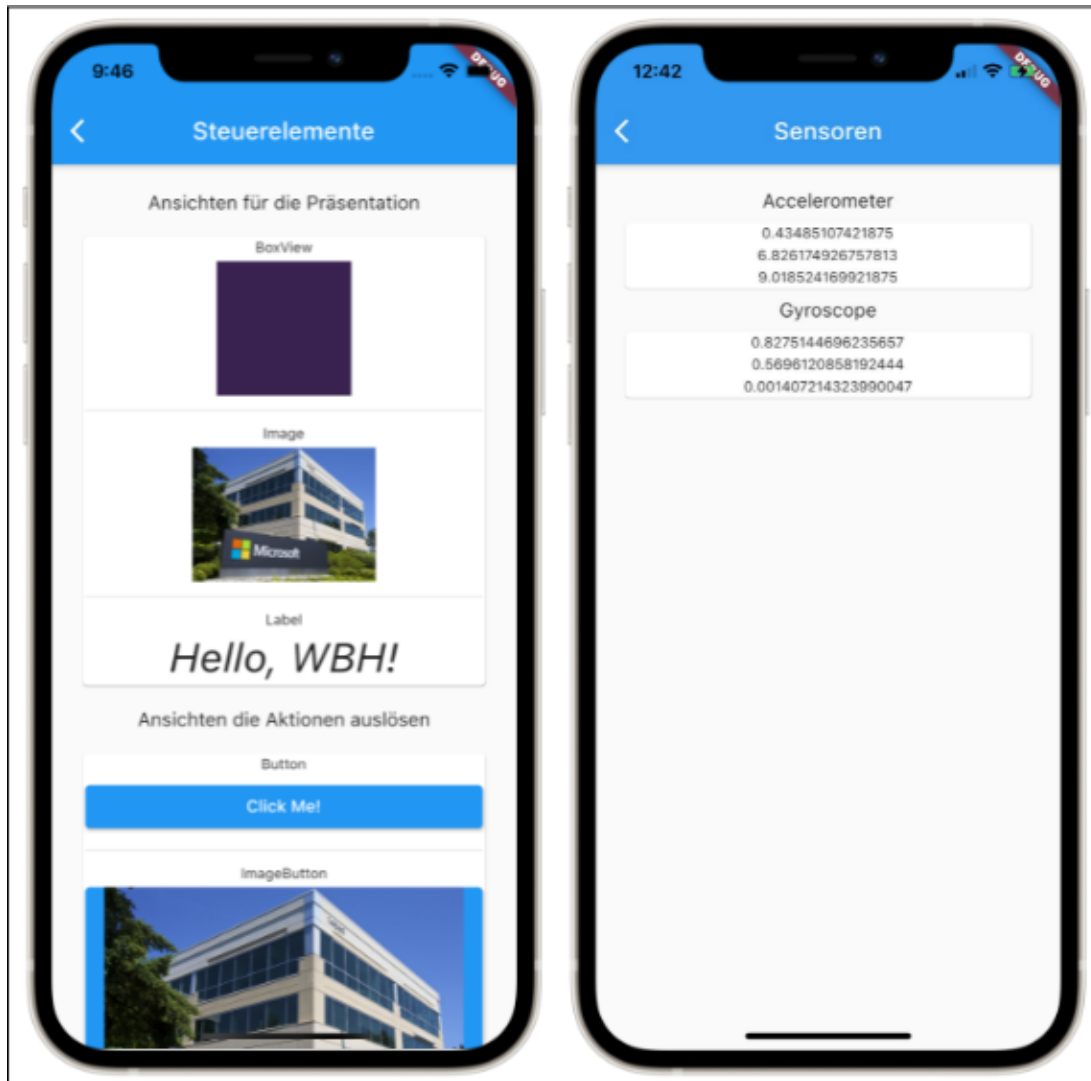 9:46
DEBUG
Steuerelemente
Ansichten für die Präsentation
BoxView
Image
Microsoft
Label
Hello, WBH!
Ansichten die Aktionen auslösen
Button
Click Me!
ImageButton
12:42
DEBUG
Sensoren
Accelerometer
0.43485107421875
6.826174926757813
9.018524169921875
Gyroscope
0.8275144696235657
0.5696120858192444
0.001407214323990047